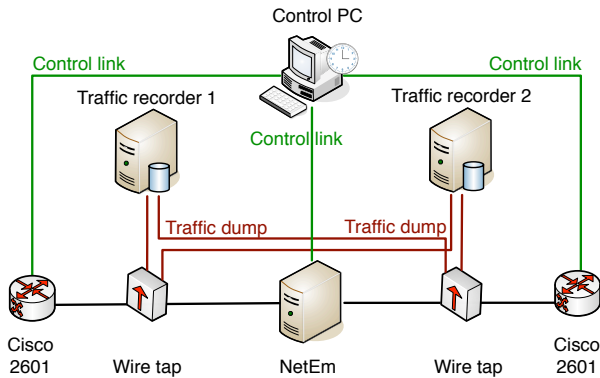 Control PC
Control link
Control link
Traffic recorder 1
Traffic recorder 2
Control link
Traffic dump
Traffic dump
Cisco
2601
Wire tap
NetEm
Wire tap
Cisco
2601